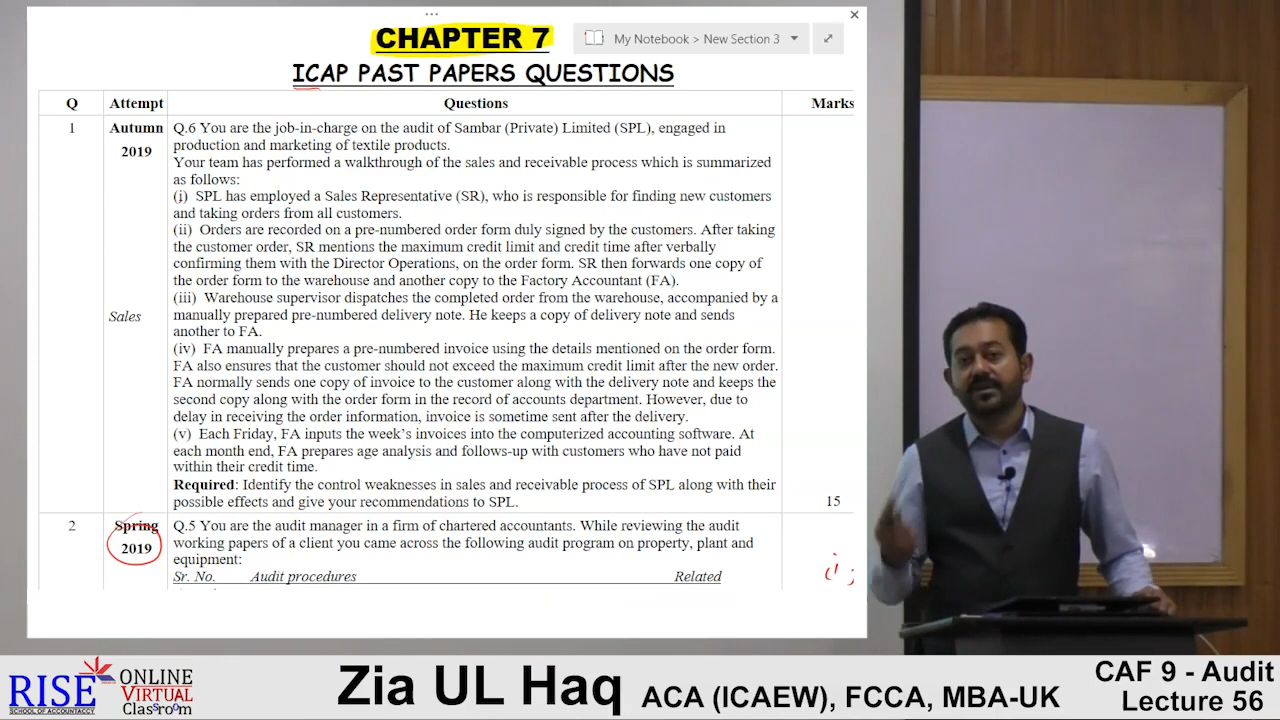 CHAPTER 7
My Notebook > New Section 3
ICAP PAST PAPERS QUESTIONS
Q Attempt Questions Marks
1 Autumn 2019 Q.6 You are the job-in-charge on the audit of Sambar (Private) Limited (SPL), engaged in
production and marketing of textile products.
Your team has performed a walkthrough of the sales and receivable process which is summarized
as follows:
(i) SPL has employed a Sales Representative (SR), who is responsible for finding new customers
and taking orders from all customers.
(ii) Orders are recorded on a pre-numbered order form duly signed by the customers. After taking
the customer order, SR mentions the maximum credit limit and credit time after verbally
confirming them with the Director Operations, on the order form. SR then forwards one copy of
the order form to the warehouse and another copy to the Factory Accountant (FA).
(iii) Warehouse supervisor dispatches the completed order from the warehouse, accompanied by a
Sales manually prepared pre-numbered delivery note. He keeps a copy of delivery note and sends
another to FA.
(iv) FA manually prepares a pre-numbered invoice using the details mentioned on the order form.
FA also ensures that the customer should not exceed the maximum credit limit after the new order.
FA normally sends one copy of invoice to the customer along with the delivery note and keeps the
second copy along with the order form in the record of accounts department. However, due to
delay in receiving the order information, invoice is sometime sent after the delivery.
(v) Each Friday, FA inputs the week's invoices into the computerized accounting software. At
each month end, FA prepares age analysis and follows-up with customers who have not paid
within their credit time.
Required: Identify the control weaknesses in sales and receivable process of SPL along with their
possible effects and give your recommendations to SPL. 15
2 Spring 2019 Q.5 You are the audit manager in a firm of chartered accountants. While reviewing the audit
working papers of a client you came across the following audit program on property, plant and
equipment:
Sr. No. Audit procedures Related
RISE
SCHOOL OF ACCOUNTACY
ONLINE
Virtual
Classroom
Zia UL Haq ACA (ICAEW), FCCA, MBA-UK
CAF 9 - Audit
Lecture 56